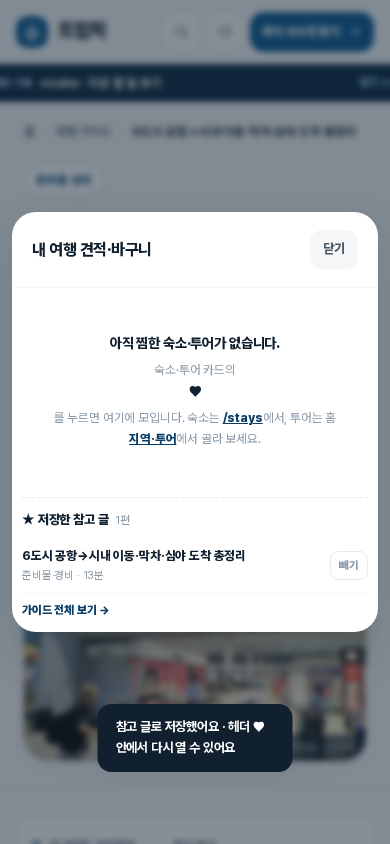 내 여행 견적·바구니
닫기
아직 찜한 숙소·투어가 없습니다.
숙소·투어 카드의
♥
를 누르면 여기에 모입니다. 숙소는 /stays에서, 투어는 홈
지역·투어에서 골라 보세요.
★ 저장한 참고 글 1편
6도시 공항→시내 이동·막차·심야 도착 총정리
준비물·경비 · 13분
빼기
가이드 전체 보기 →
참고 글로 저장했어요 · 헤더 ♥
안에서 다시 열 수 있어요